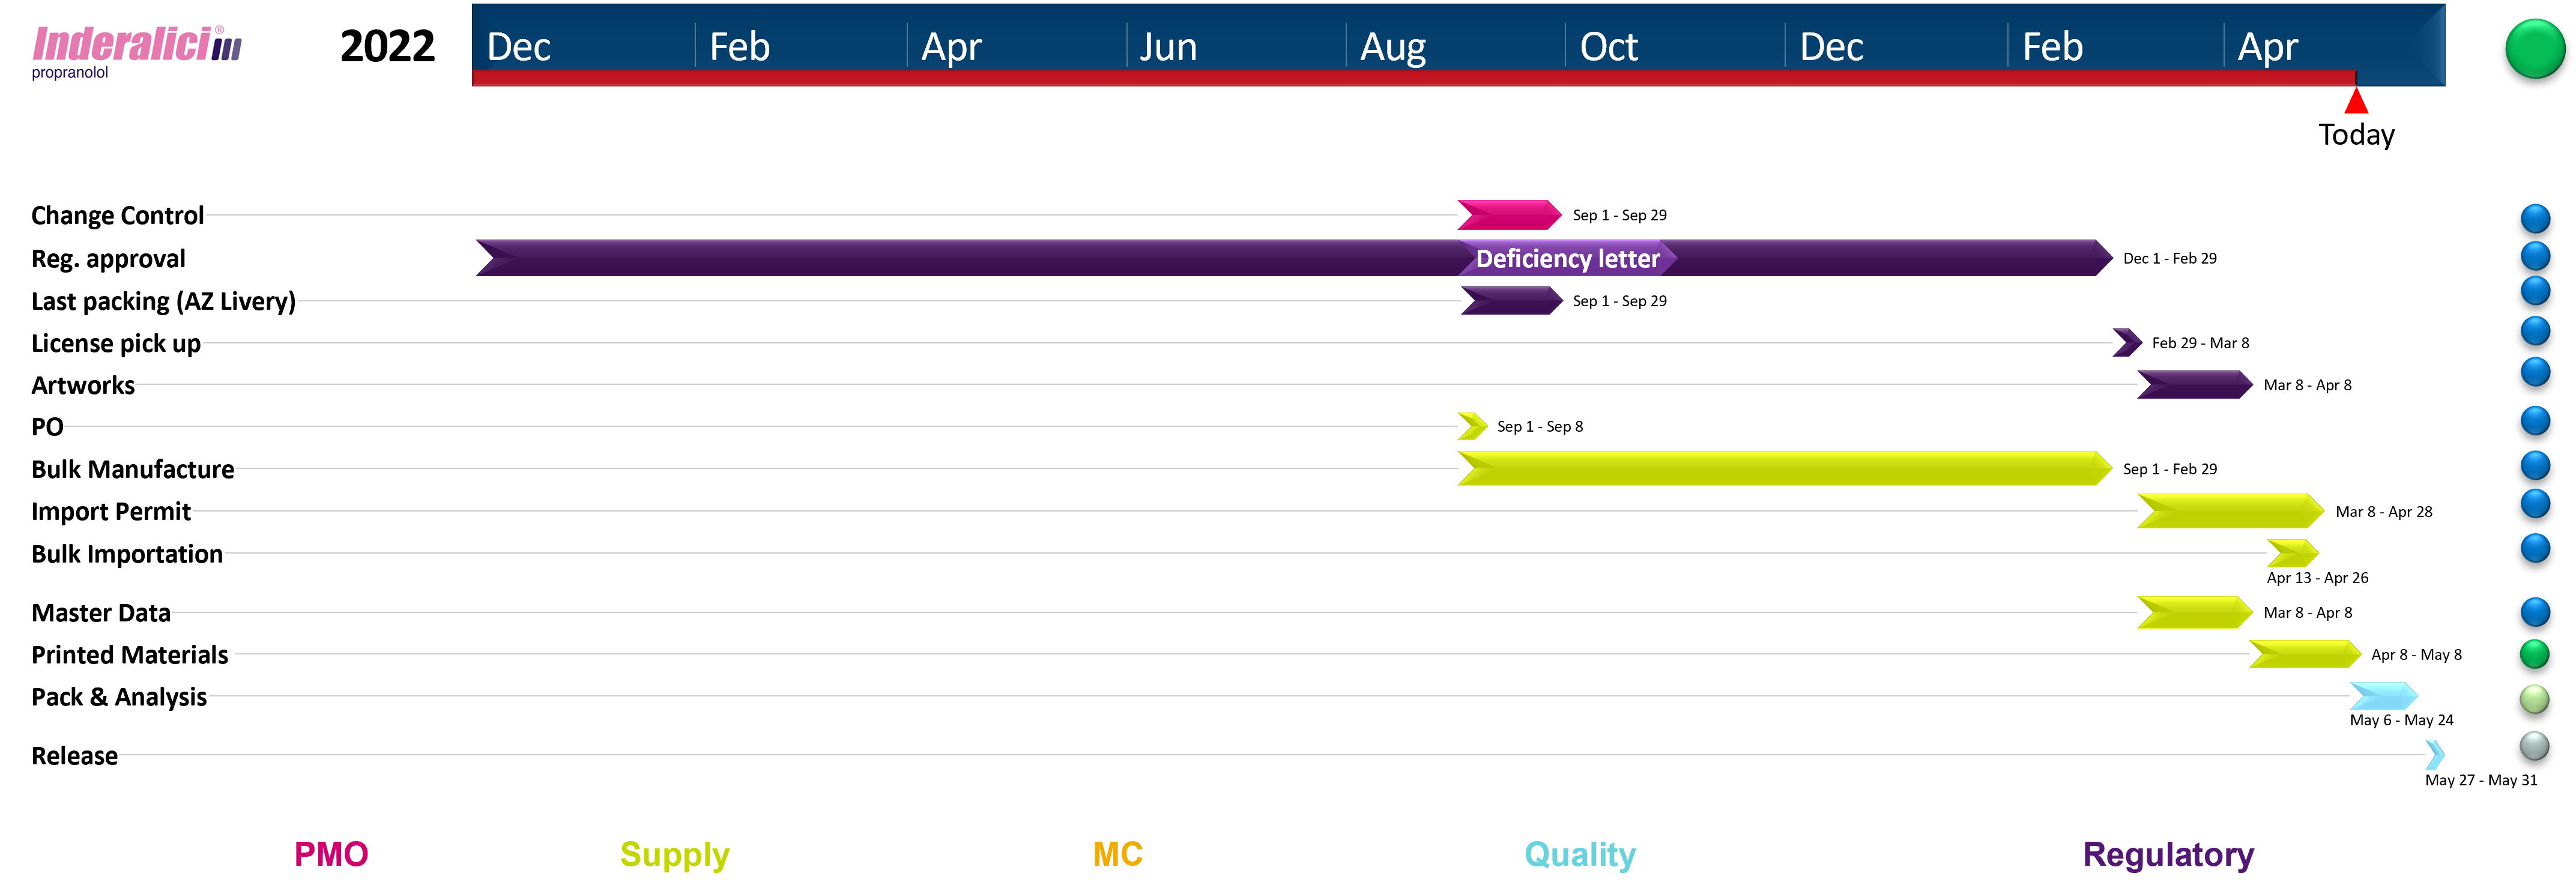 Inderalici®
propranolol
2022
Dec Feb Apr Jun Aug Oct Dec Feb Apr
Today
Change Control Sep 1 - Sep 29
Reg. approval Deficiency letter Dec 1 - Feb 29
Last packing (AZ Livery) Sep 1 - Sep 29
License pick up Feb 29 - Mar 8
Artworks Mar 8 - Apr 8
PO Sep 1 - Sep 8
Bulk Manufacture Sep 1 - Feb 29
Import Permit Mar 8 - Apr 28
Bulk Importation
Apr 13 - Apr 26
Master Data Mar 8 - Apr 8
Printed Materials Apr 8 - May 8
Pack & Analysis
May 6 - May 24
Release
May 27 - May 31
PMO Supply MC Quality Regulatory